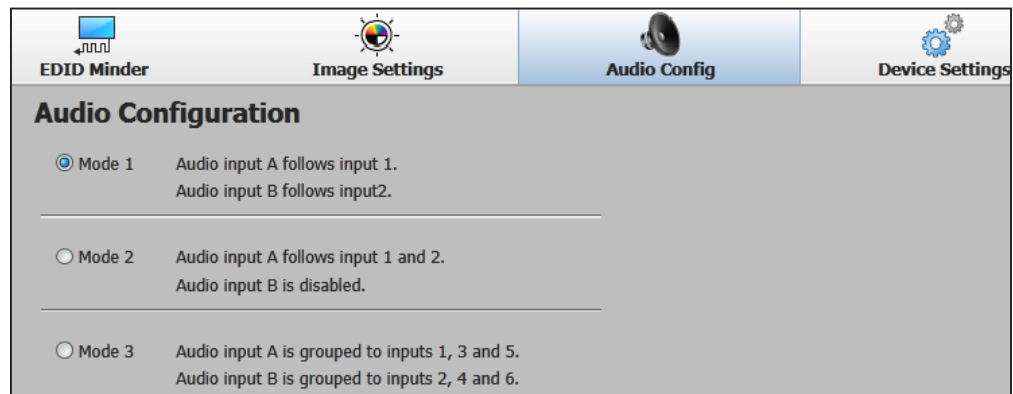 EDID Minder
Image Settings
Audio Config
Device Settings
Audio Configuration
Mode 1
Audio input A follows input 1.
Audio input B follows input2.
Mode 2
Audio input A follows input 1 and 2.
Audio input B is disabled.
Mode 3
Audio input A is grouped to inputs 1, 3 and 5.
Audio input B is grouped to inputs 2, 4 and 6.